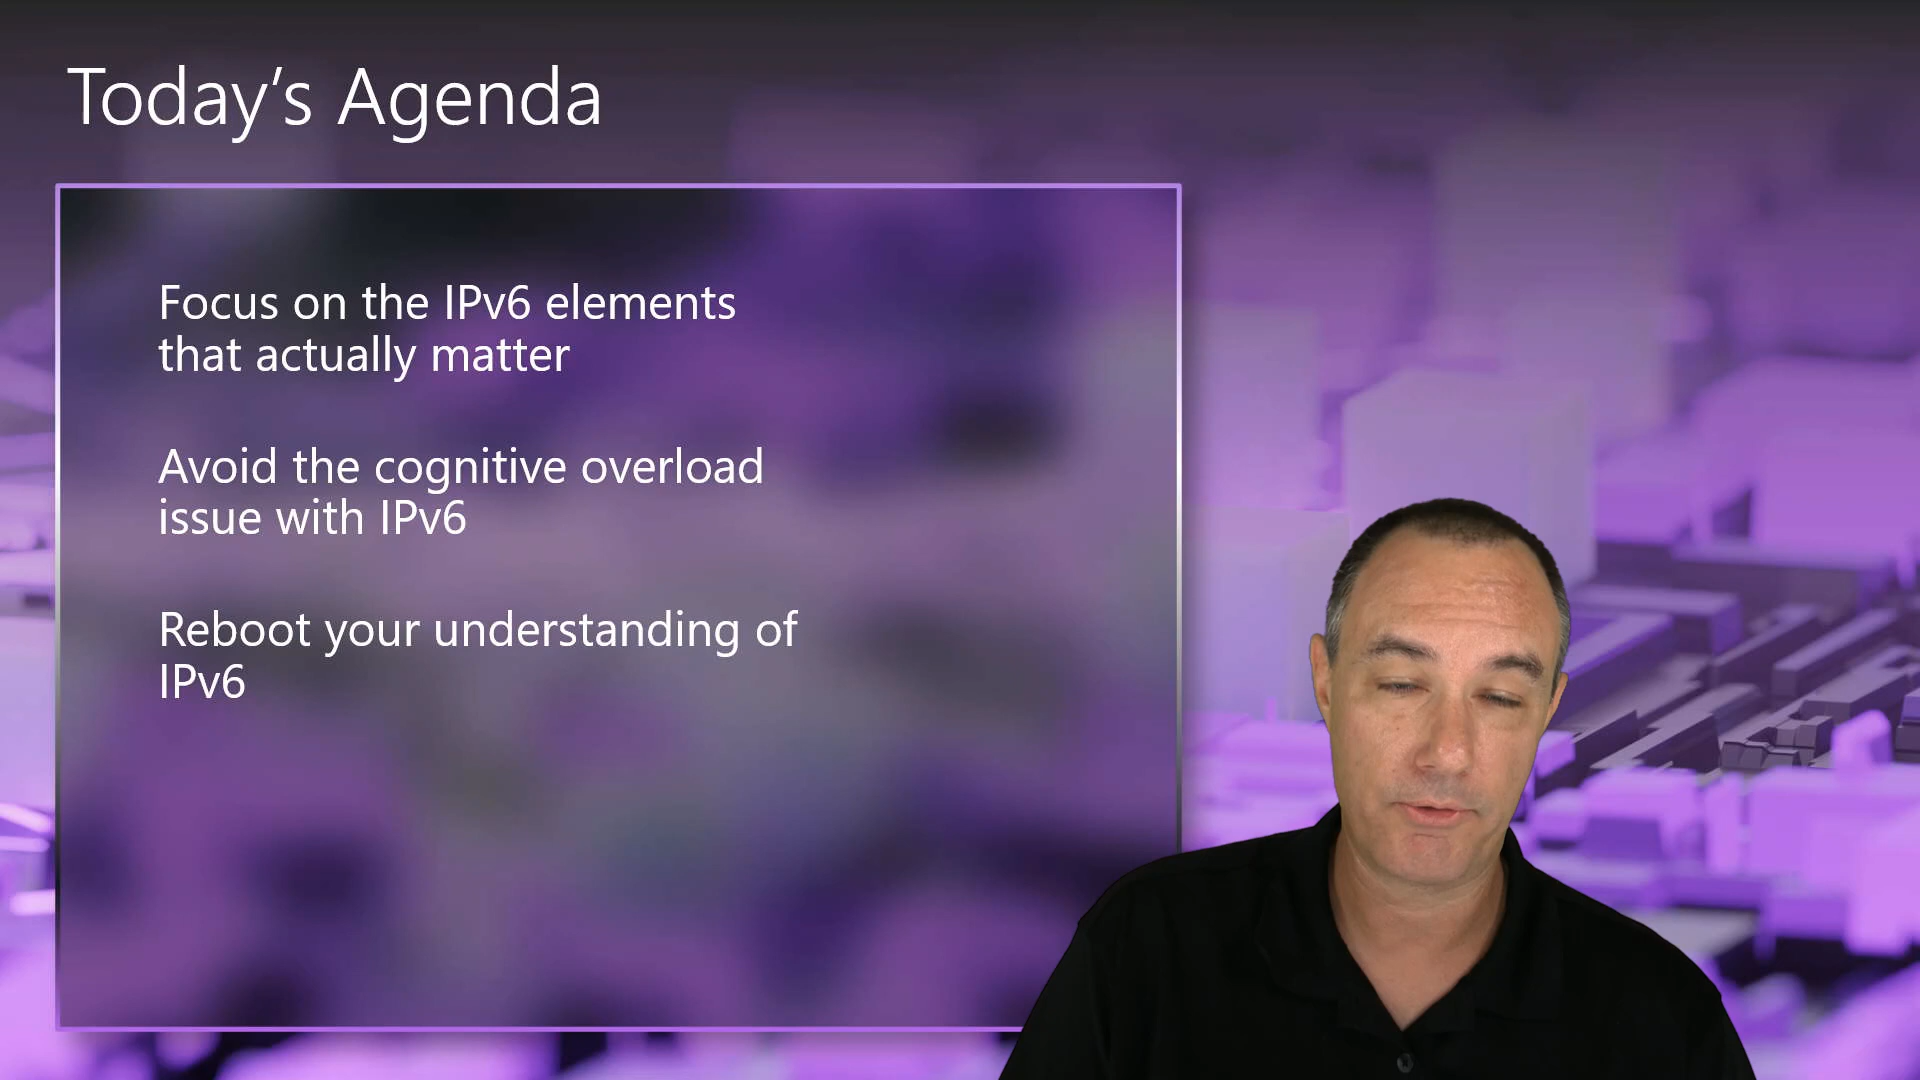 Today’s Agenda
Focus on the IPv6 elements
that actually matter
Avoid the cognitive overload
issue with IPv6
Reboot your understanding of
IPv6